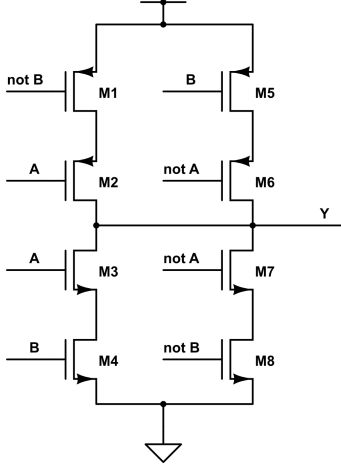 not B M1 B M5
A M2 not A M6
Y
A M3 not A M7
B M4 not B M8